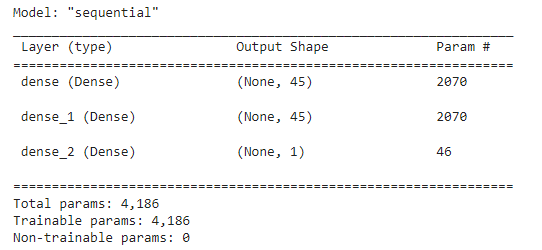 Model: "sequential"
_________________________________________________________________
Layer (type) Output Shape Param #
=================================================================
dense (Dense) (None, 45) 2070
dense_1 (Dense) (None, 45) 2070
dense_2 (Dense) (None, 1) 46
=================================================================
Total params: 4,186
Trainable params: 4,186
Non-trainable params: 0